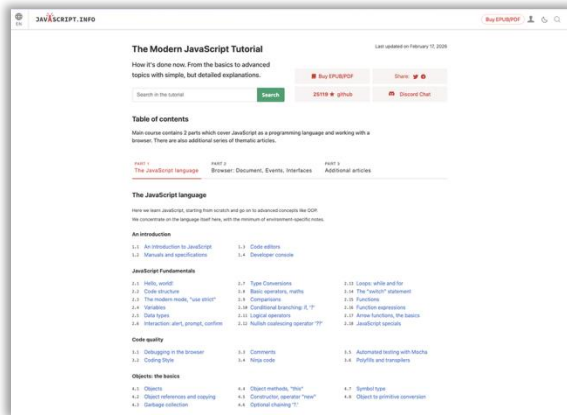 EN
JAVASCRIPT.INFO
Buy EPUB/PDF
The Modern JavaScript Tutorial
Last updated on February 17, 2026
How it's done now. From the basics to advanced
topics with simple, but detailed explanations.
Buy EPUB/PDF
Share:
Search in the tutorial
Search
25119 ★ github
Discord Chat
Table of contents
Main course contains 2 parts which cover JavaScript as a programming language and working with a
browser. There are also additional series of thematic articles.
PART 1
The JavaScript language
PART 2
Browser: Document, Events, Interfaces
PART 3
Additional articles
The JavaScript language
Here we learn JavaScript, starting from scratch and go on to advanced concepts like OOP.
We concentrate on the language itself here, with the minimum of environment-specific notes.
An introduction
1.1 An introduction to JavaScript
1.2 Manuals and specifications
1.3 Code editors
1.4 Developer console
JavaScript Fundamentals
2.1 Hello, world!
2.2 Code structure
2.3 The modern mode, "use strict"
2.4 Variables
2.5 Data types
2.6 Interaction: alert, prompt, confirm
2.7 Type Conversions
2.8 Basic operators, maths
2.9 Comparisons
2.10 Conditional branching: if, '?'
2.11 Logical operators
2.12 Nullish coalescing operator '??'
2.13 Loops: while and for
2.14 The "switch" statement
2.15 Functions
2.16 Function expressions
2.17 Arrow functions, the basics
2.18 JavaScript specials
Code quality
3.1 Debugging in the browser
3.2 Coding Style
3.3 Comments
3.4 Ninja code
3.5 Automated testing with Mocha
3.6 Polyfills and transpilers
Objects: the basics
4.1 Objects
4.2 Object references and copying
4.3 Garbage collection
4.4 Object methods, "this"
4.5 Constructor, operator "new"
4.6 Optional chaining '?.'
4.7 Symbol type
4.8 Object to primitive conversion